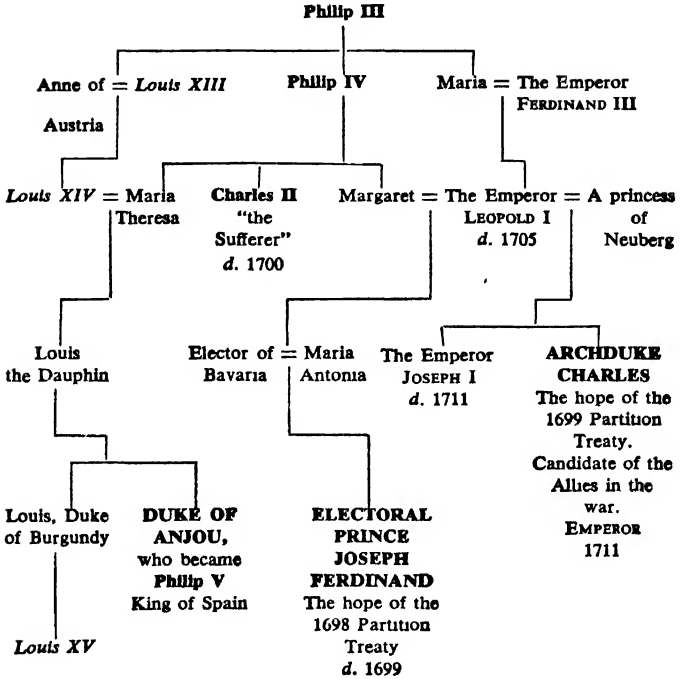 Philip III
Anne of = Louis XIII
Austria
Philip IV
Maria = The Emperor
FERDINAND III
Louis XIV = Maria
Theresa
Charles II
"the
Sufferer"
d. 1700
Margaret = The Emperor = A princess
LEOPOLD I
d. 1705
of
Neuberg
Louis
the Dauphin
Elector of = Maria
Bavaria Antonia
The Emperor
JOSEPH I
d. 1711
ARCHDUKE
CHARLES
The hope of the
1699 Partition
Treaty.
Candidate of the
Allies in the
war.
EMPEROR
1711
Louis, Duke
of Burgundy
DUKE OF
ANJOU,
who became
Philip V
King of Spain
ELECTORAL
PRINCE
JOSEPH
FERDINAND
The hope of the
1698 Partition
Treaty
d. 1699
Louis XV